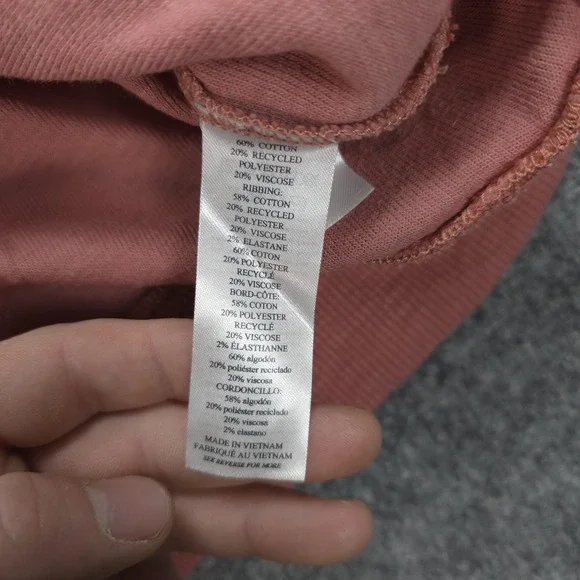 60% COTTON
20% RECYCLED
POLYESTER
20% VISCOSE
RIBBING:
58% COTTON
20% RECYCLED
POLYESTER
20% VISCOSE
2% ELASTANE
60% COTON
20% POLYESTER
RECYCLÉ
20% VISCOSE
BORD-CÔTE:
58% COTON
20% POLYESTER
RECYCLÉ
20% VISCOSE
2% ÉLASTHANNE
60% algodón
20% poliéster reciclado
20% viscosa
CORDONCILLO:
58% algodón
20% poliéster reciclado
20% viscosa
2% elastano
MADE IN VIETNAM
FABRIQUÉ AU VIETNAM
SEE REVERSE FOR MORE